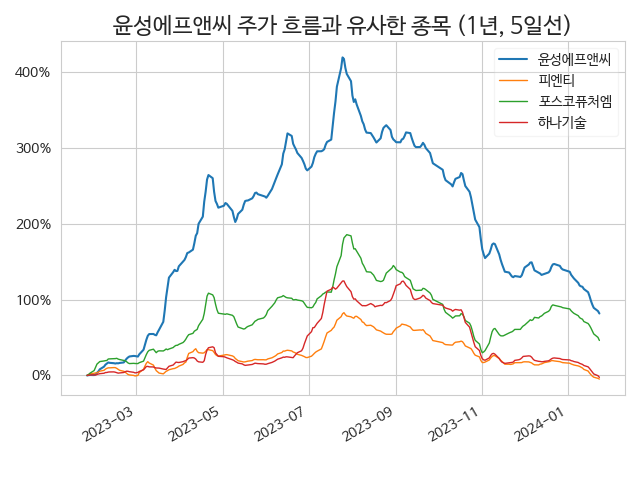 윤성에프앤씨 주가 흐름과 유사한 종목 (1년, 5일선)
윤성에프앤씨
피엔티
포스코퓨처엠
하나기술
400%
300%
200%
100%
0%
2023-03
2023-05
2023-07
2023-09
2023-11
2024-01